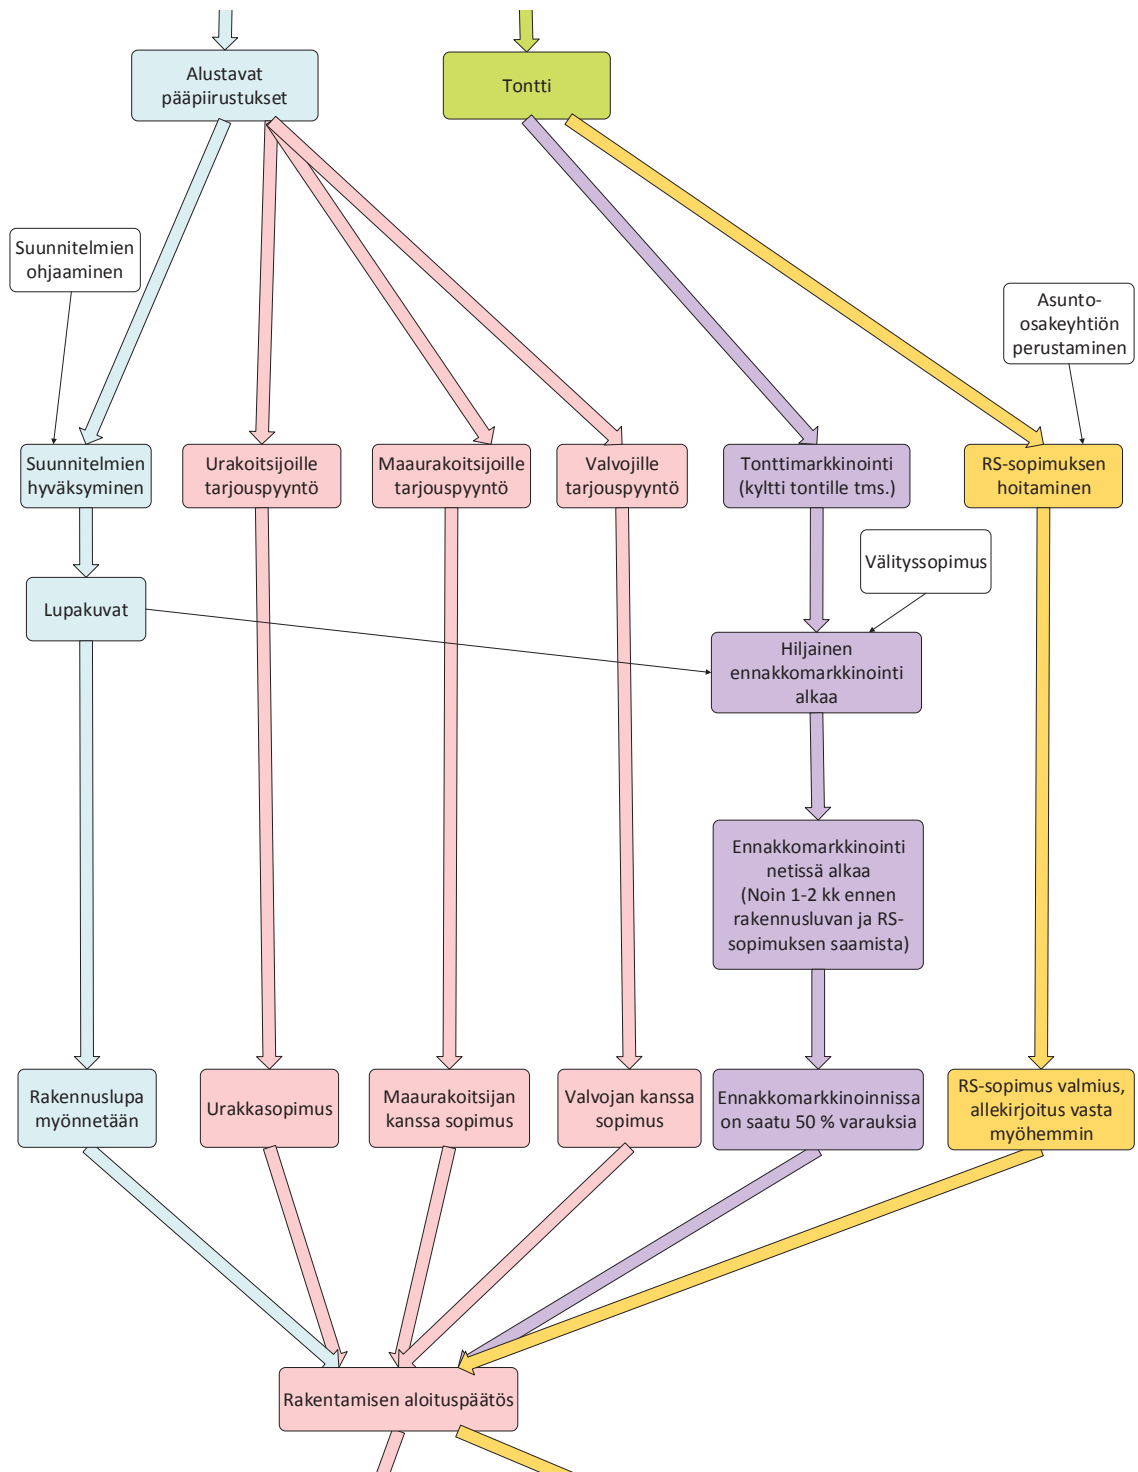 Alustavat
pääpiirustukset
Tontti
Suunnitelmien
ohjaaminen
Asunto-
osakeyhtiön
perustaminen
Suunnitelmien
hyväksyminen
Urakoitsijoille
tarjouspyyntö
Maaurakoitsijoille
tarjouspyyntö
Valvojille
tarjouspyyntö
Tonttimarkkinointi
(kyltti tontille tms.)
RS-sopimuksen
hoitaminen
Välityssopimus
Lupakuvat
Hiljainen
ennakkomarkkinointi
alkaa
Ennakkomarkkinointi
netissä alkaa
(Noin 1-2 kk ennen
rakennusluvan ja RS-
sopimuksen saamista)
Rakennuslupa
myönnetään
Urakkasopimus
Maaurakoitsijan
kanssa sopimus
Valvojan kanssa
sopimus
Ennakkomarkkinoinnissa
on saatu 50 % varauksia
RS-sopimus valmius,
allekirjoitus vasta
myöhemmin
Rakentamisen aloituspäätös